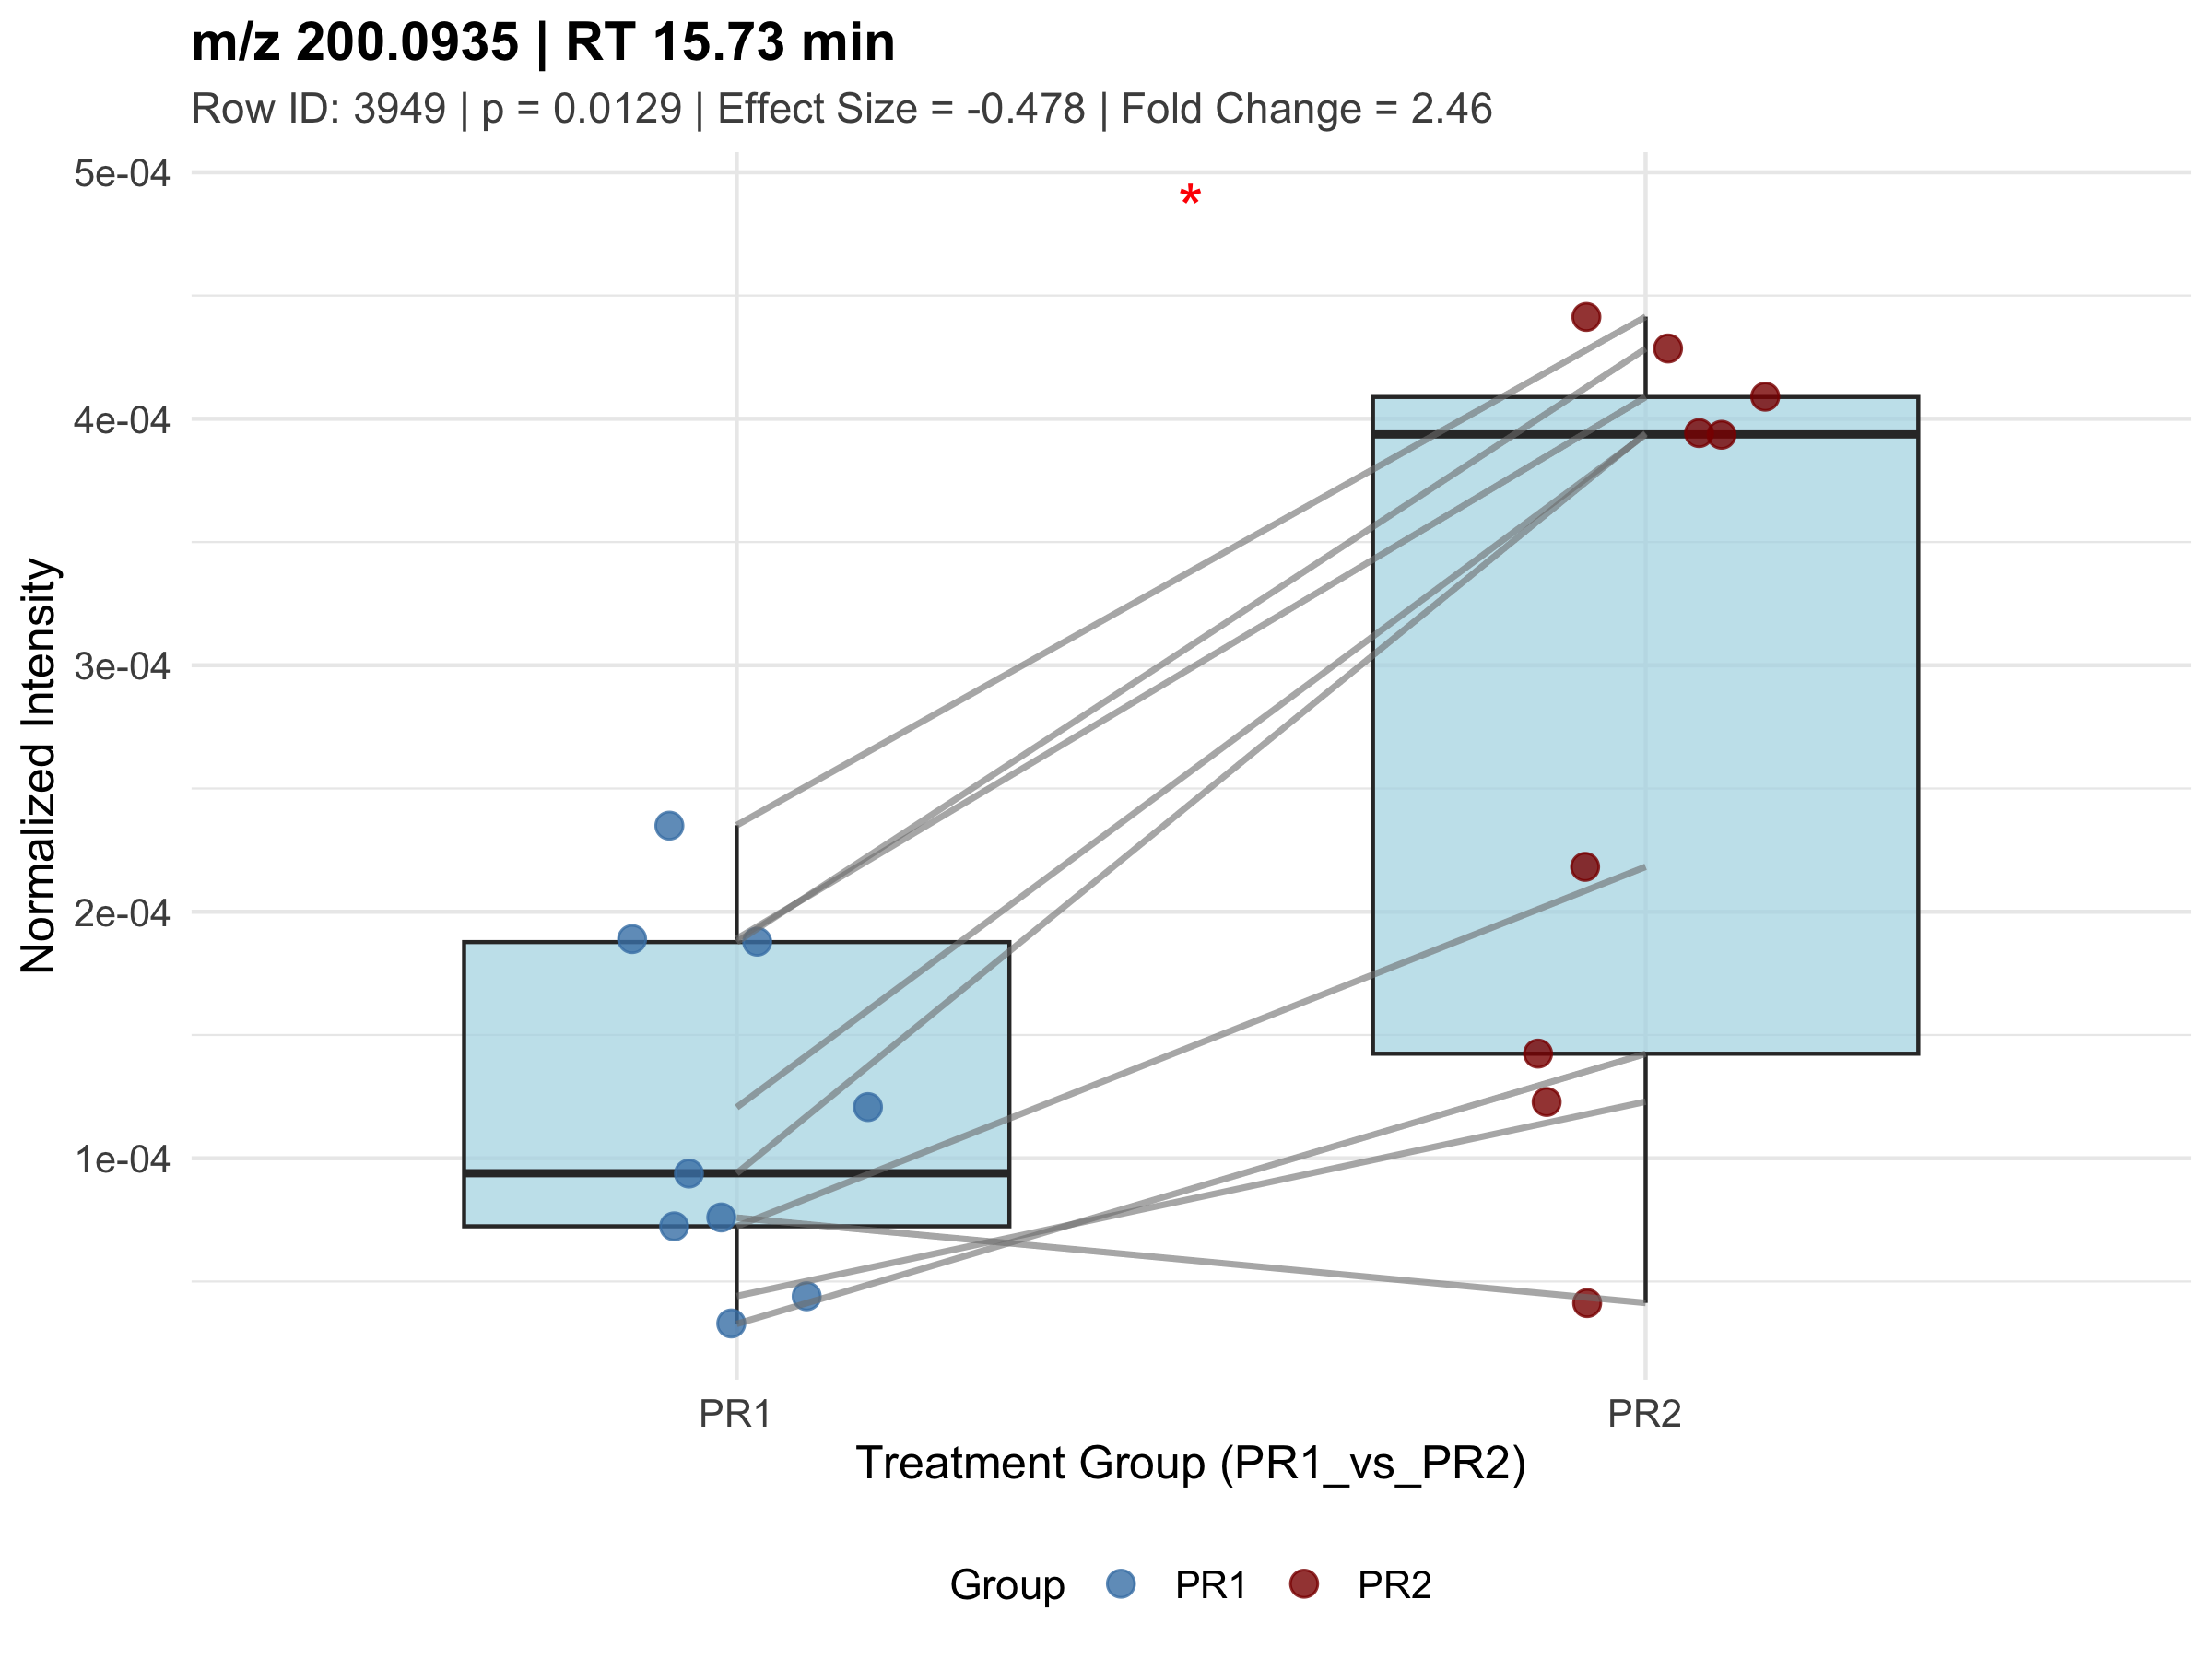 m/z 200.0935 | RT 15.73 min
Row ID: 3949 | p = 0.0129 | Effect Size = -0.478 | Fold Change = 2.46
5e-04
*
4e-04
3e-04
2e-04
1e-04
Normalized Intensity
PR1 PR2
Treatment Group (PR1_vs_PR2)
Group PR1 PR2